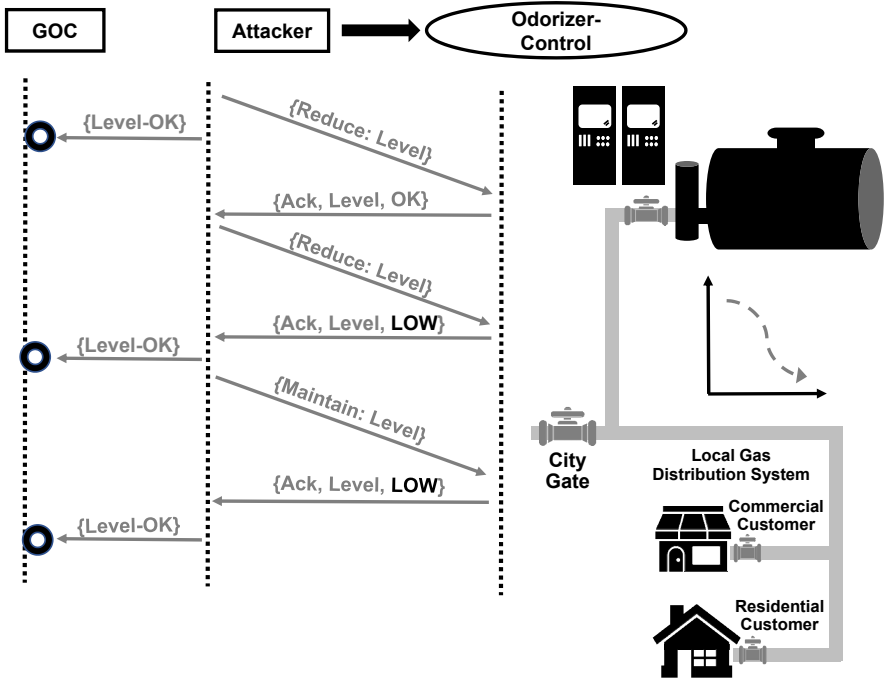 GOC
Attacker
Odorizer-
Control
{Level-OK}
{Reduce: Level}
{Ack, Level, OK}
{Reduce: Level}
{Ack, Level, LOW}
{Level-OK}
{Maintain: Level}
{Ack, Level, LOW}
{Level-OK}
City
Gate
Local Gas
Distribution System
Commercial
Customer
Residential
Customer